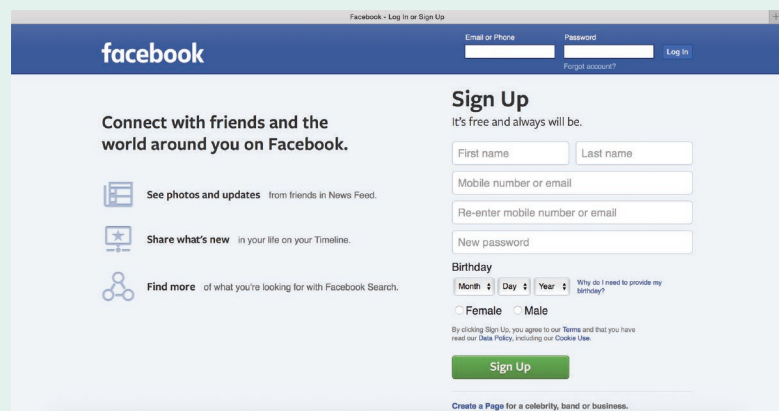 Facebook - Log In or Sign Up
+
facebook
Email or Phone
Password
Log In
Forgot account?
Connect with friends and the
world around you on Facebook.
See photos and updates from friends in News Feed.
Share what's new in your life on your Timeline.
Find more of what you're looking for with Facebook Search.
Sign Up
It's free and always will be.
First name
Last name
Mobile number or email
Re-enter mobile number or email
New password
Birthday
Month
Day
Year
Why do I need to provide my
birthday?
Female
Male
By clicking Sign Up, you agree to our Terms and that you have
read our Data Policy, including our Cookie Use.
Sign Up
Create a Page for a celebrity, band or business.